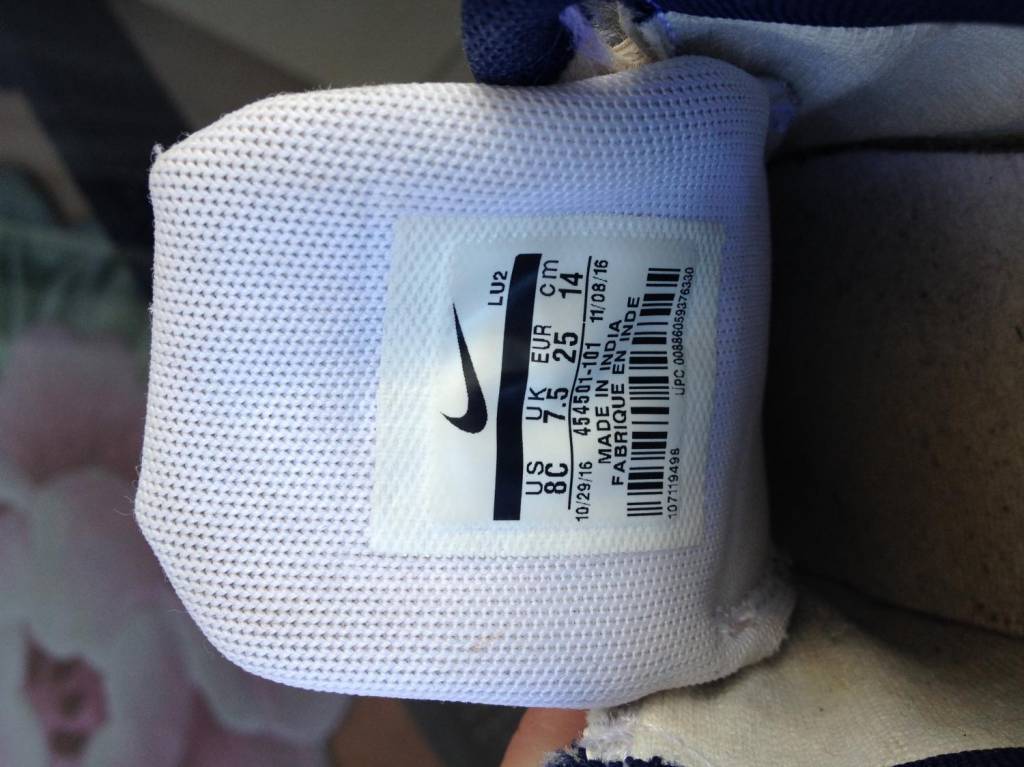 LU2
US UK EUR cm
8C 7.5 25 14
10/29/16 454501-101 11/08/16
MADE IN INDIA
FABRIQUE EN INDE
107119498 UPC 00886059376330